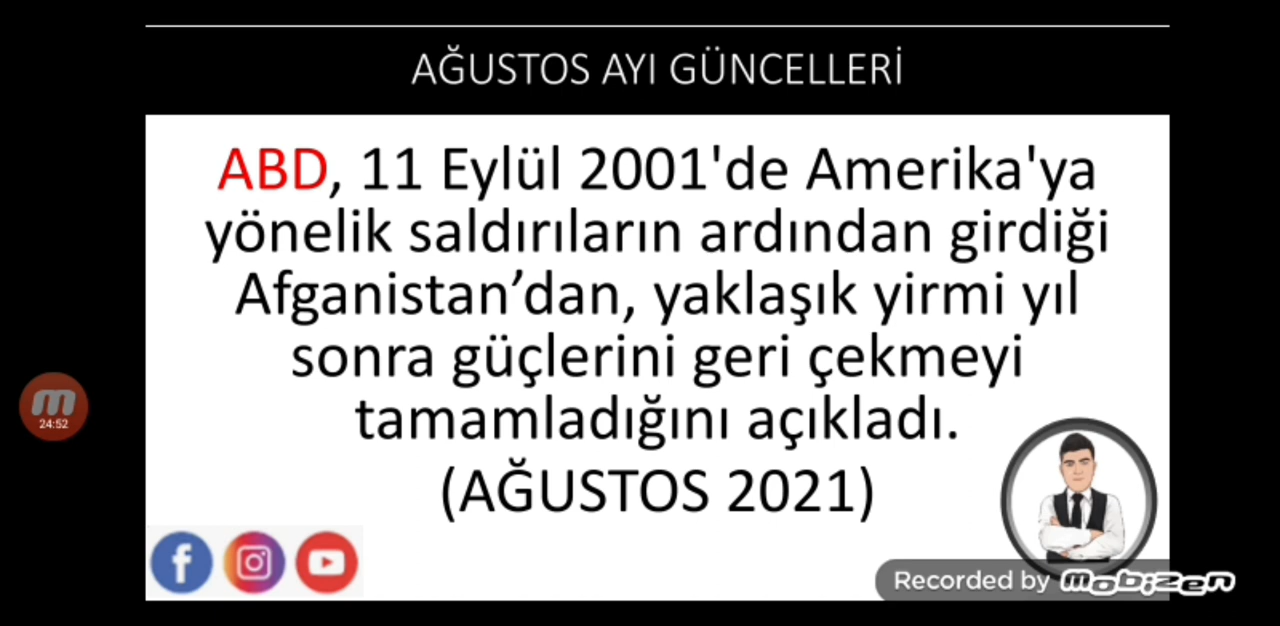 AĞUSTOS AYI GÜNCELLERİ
ABD, 11 Eylül 2001'de Amerika'ya
yönelik saldırıların ardından girdiği
Afganistan’dan, yaklaşık yirmi yıl
sonra güçlerini geri çekmeyi
tamamladığını açıkladı.
(AĞUSTOS 2021)
24:52
Recorded by mobizen